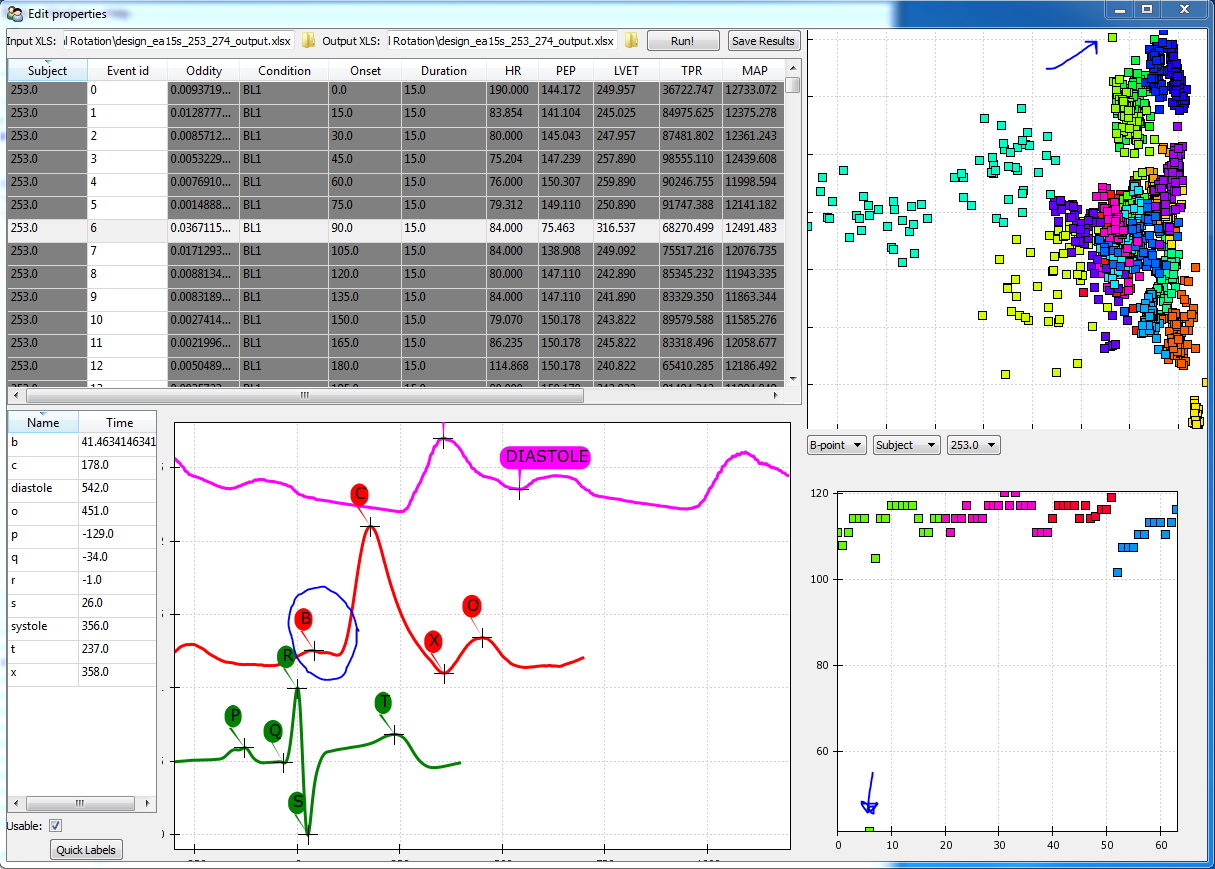 Edit properties
Input XLS: l Rotation\design_ea15s_253_274_output.xlsx Output XLS: l Rotation\design_ea15s_253_274_output.xlsx Run! Save Results
Subject Event id Oddity Condition Onset Duration HR PEP LVET TPR MAP
253.0 0 0.0093719... BL1 0.0 15.0 190.000 144.172 249.957 36722.747 12733.072
253.0 1 0.0128777... BL1 15.0 15.0 83.854 141.104 245.025 84975.625 12375.278
253.0 2 0.0085712... BL1 30.0 15.0 80.000 145.043 247.957 87481.802 12361.243
253.0 3 0.0053229... BL1 45.0 15.0 75.204 147.239 257.890 98555.110 12439.608
253.0 4 0.0076910... BL1 60.0 15.0 76.000 150.307 259.890 90246.755 11998.594
253.0 5 0.0014888... BL1 75.0 15.0 79.312 149.110 250.890 91747.388 12141.182
253.0 6 0.0367115... BL1 90.0 15.0 84.000 75.463 316.537 68270.499 12491.483
253.0 7 0.0171293... BL1 105.0 15.0 84.000 138.908 249.092 75517.216 12076.735
253.0 8 0.0088134... BL1 120.0 15.0 80.000 147.110 242.890 85345.232 11943.335
253.0 9 0.0083189... BL1 135.0 15.0 84.000 147.110 241.890 83329.350 11863.344
253.0 10 0.0027414... BL1 150.0 15.0 79.070 150.178 243.822 89579.588 11585.276
253.0 11 0.0021996... BL1 165.0 15.0 86.235 150.178 245.822 83318.496 12058.677
253.0 12 0.0050489... BL1 180.0 15.0 114.868 150.178 240.822 65410.285 12186.492
Name Time
b 41.4634146341
c 178.0
diastole 542.0
o 451.0
p -129.0
q -34.0
r -1.0
s 26.0
systole 356.0
t 237.0
x 358.0
Usable:
Quick Labels
DIASTOLE
C
B
O
X
R
P
Q
T
S
B-point Subject 253.0
120
100
80
60
0 10 20 30 40 50 60